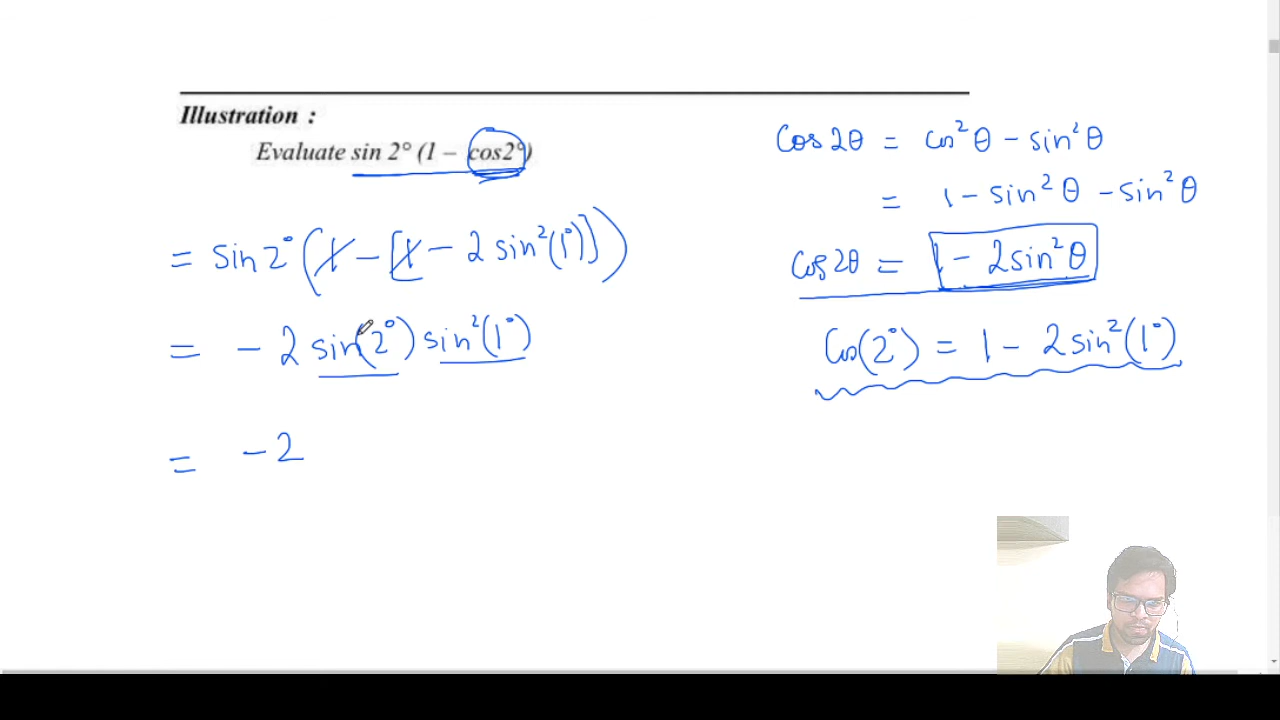 Illustration :
Evaluate sin 2° (1 – cos2°)
= sin 2° (1 – [1 – 2 sin²(1°)])
= – 2 sin(2°) sin²(1°)
= – 2
Cos 2θ = cos²θ – sin²θ
= 1 – sin²θ – sin²θ
Cos 2θ = 1 – 2sin²θ
Cos(2°) = 1 – 2sin²(1°)